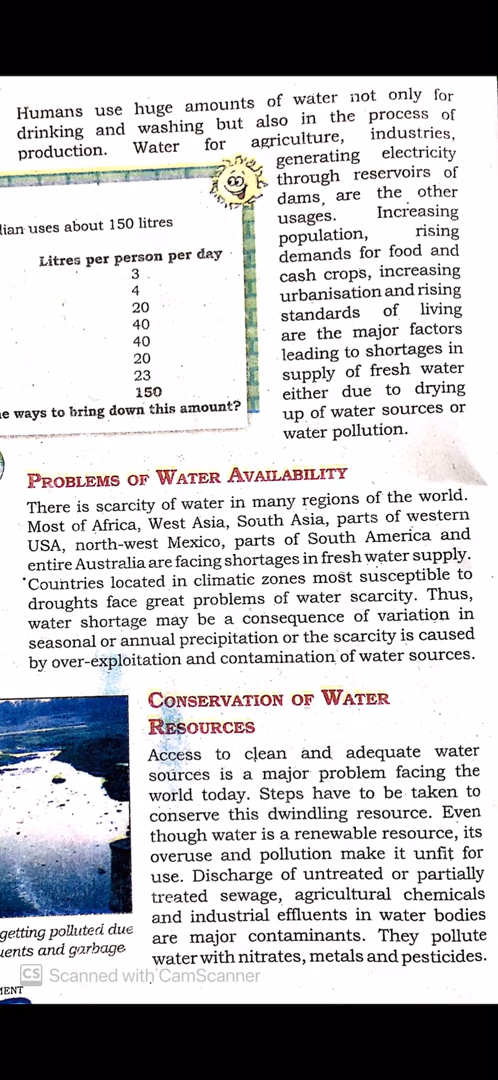 Humans use huge amounts of water not only for
drinking and washing but also in the process of
production. Water for agriculture, industries,
generating electricity
through reservoirs of
dams, are the other
usages. Increasing
population, rising
demands for food and
cash crops, increasing
urbanisation and rising
standards of living
are the major factors
leading to shortages in
supply of fresh water
either due to drying
up of water sources or
water pollution.
uses about 150 litres
Litres per person per day
3
4
20
40
40
20
23
150
ways to bring down this amount?
PROBLEMS OF WATER AVAILABILITY
There is scarcity of water in many regions of the world.
Most of Africa, West Asia, South Asia, parts of western
USA, north-west Mexico, parts of South America and
entire Australia are facing shortages in fresh water supply.
Countries located in climatic zones most susceptible to
droughts face great problems of water scarcity. Thus,
water shortage may be a consequence of variation in
seasonal or annual precipitation or the scarcity is caused
by over-exploitation and contamination of water sources.
CONSERVATION OF WATER
RESOURCES
Access to clean and adequate water
sources is a major problem facing the
world today. Steps have to be taken to
conserve this dwindling resource. Even
though water is a renewable resource, its
overuse and pollution make it unfit for
use. Discharge of untreated or partially
treated sewage, agricultural chemicals
and industrial effluents in water bodies
are major contaminants. They pollute
water with nitrates, metals and pesticides.
getting polluted due
and garbage
CS Scanned with CamScanner